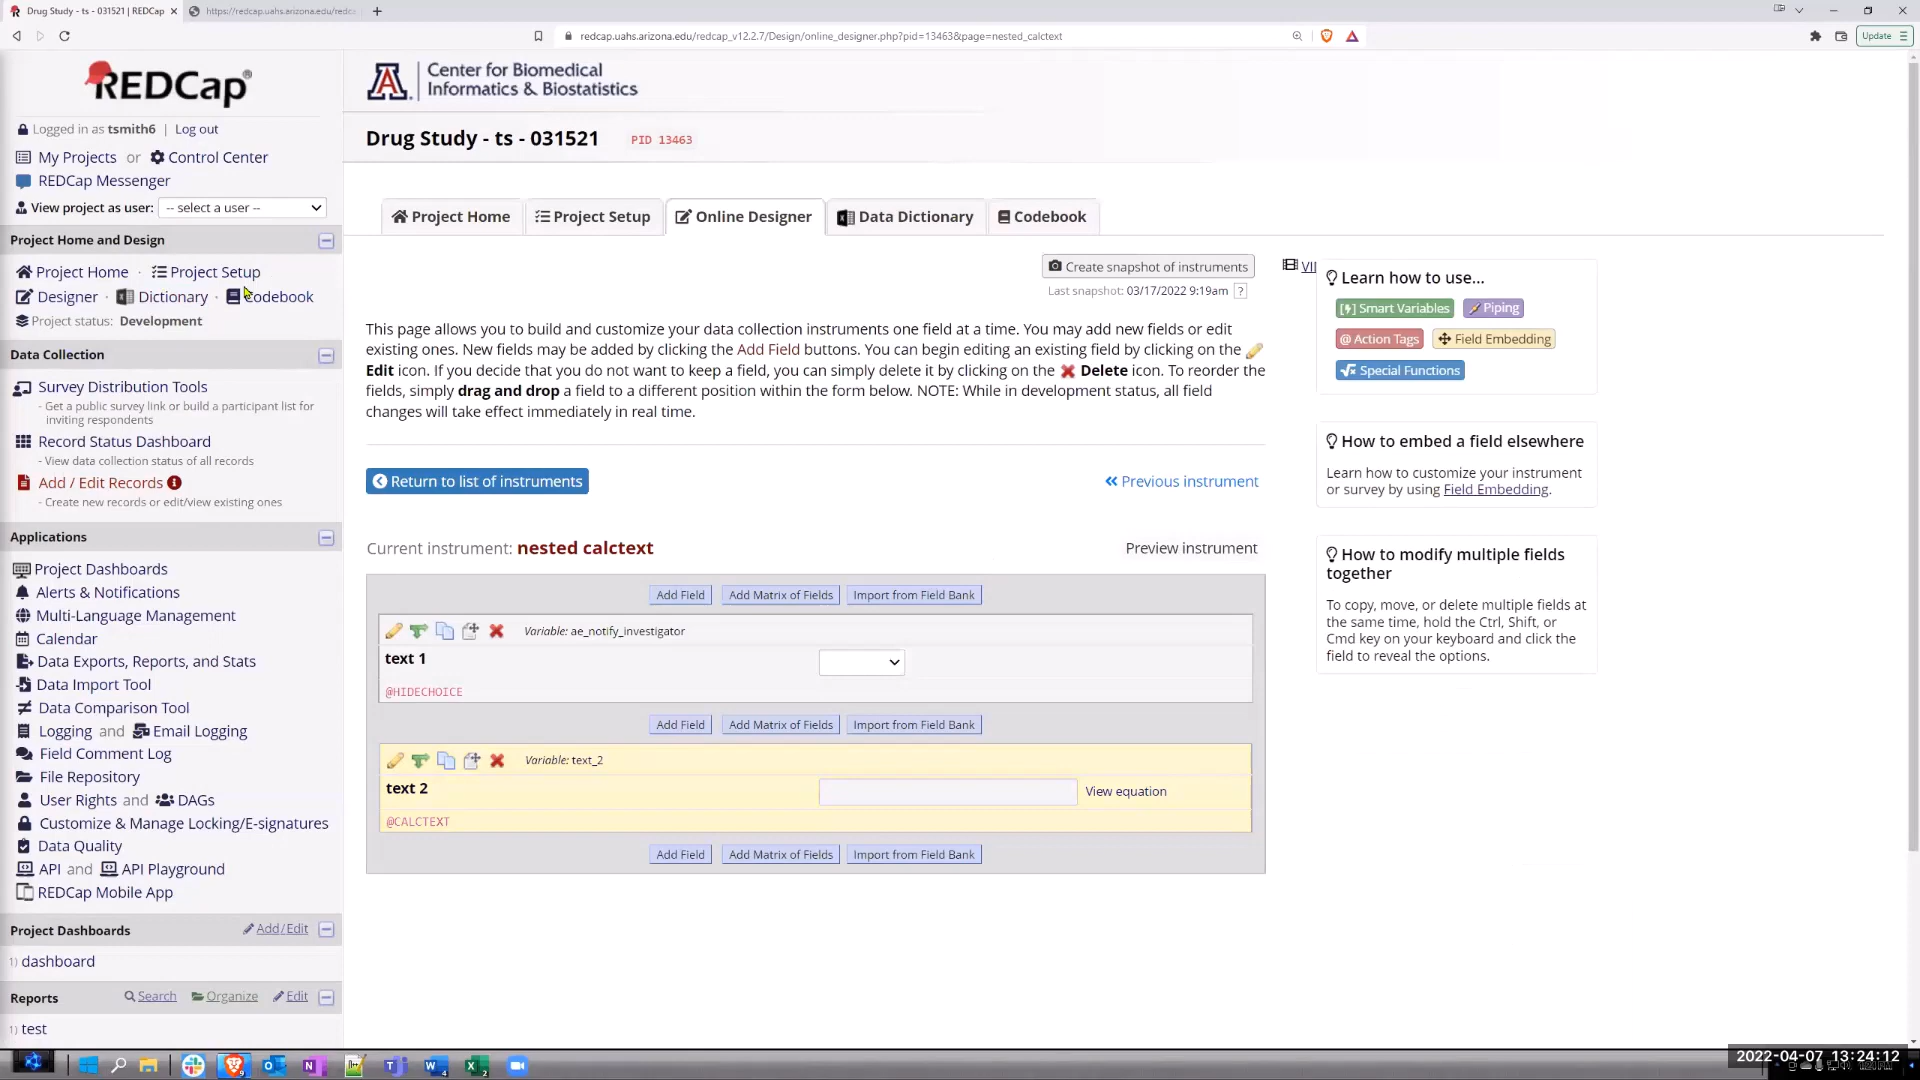 Drug Study - ts - 031521 | REDCap
https://redcap.uahs.arizona.edu/redca
redcap.uahs.arizona.edu/redcap_v12.2.7/Design/online_designer.php?pid=13463&page=nested_calctext
Update
REDCap®
Logged in as tsmith6 | Log out
My Projects or Control Center
REDCap Messenger
View project as user: -- select a user --
Project Home and Design
Project Home · Project Setup
Designer · Dictionary · Codebook
Project status: Development
Data Collection
Survey Distribution Tools
- Get a public survey link or build a participant list for
inviting respondents
Record Status Dashboard
- View data collection status of all records
Add / Edit Records
- Create new records or edit/view existing ones
Applications
Project Dashboards
Alerts & Notifications
Multi-Language Management
Calendar
Data Exports, Reports, and Stats
Data Import Tool
Data Comparison Tool
Logging and Email Logging
Field Comment Log
File Repository
User Rights and DAGs
Customize & Manage Locking/E-signatures
Data Quality
API and API Playground
REDCap Mobile App
Project Dashboards Add/Edit
1) dashboard
Reports Search Organize Edit
1) test
A. Center for Biomedical
Informatics & Biostatistics
Drug Study - ts - 031521 PID 13463
Project Home Project Setup Online Designer Data Dictionary Codebook
Create snapshot of instruments
Last snapshot: 03/17/2022 9:19am ?
VI
This page allows you to build and customize your data collection instruments one field at a time. You may add new fields or edit
existing ones. New fields may be added by clicking the Add Field buttons. You can begin editing an existing field by clicking on the
Edit icon. If you decide that you do not want to keep a field, you can simply delete it by clicking on the Delete icon. To reorder the
fields, simply drag and drop a field to a different position within the form below. NOTE: While in development status, all field
changes will take effect immediately in real time.
Return to list of instruments
Previous instrument
Current instrument: nested calctext
Preview instrument
Add Field Add Matrix of Fields Import from Field Bank
Variable: ae_notify_investigator
text 1
@HIDECHOICE
Add Field Add Matrix of Fields Import from Field Bank
Variable: text_2
text 2
View equation
@CALCTEXT
Add Field Add Matrix of Fields Import from Field Bank
Learn how to use...
[⚡] Smart Variables Piping
@ Action Tags Field Embedding
√x Special Functions
How to embed a field elsewhere
Learn how to customize your instrument
or survey by using Field Embedding.
How to modify multiple fields
together
To copy, move, or delete multiple fields at
the same time, hold the Ctrl, Shift, or
Cmd key on your keyboard and click the
field to reveal the options.
2022-04-07 13:24:12